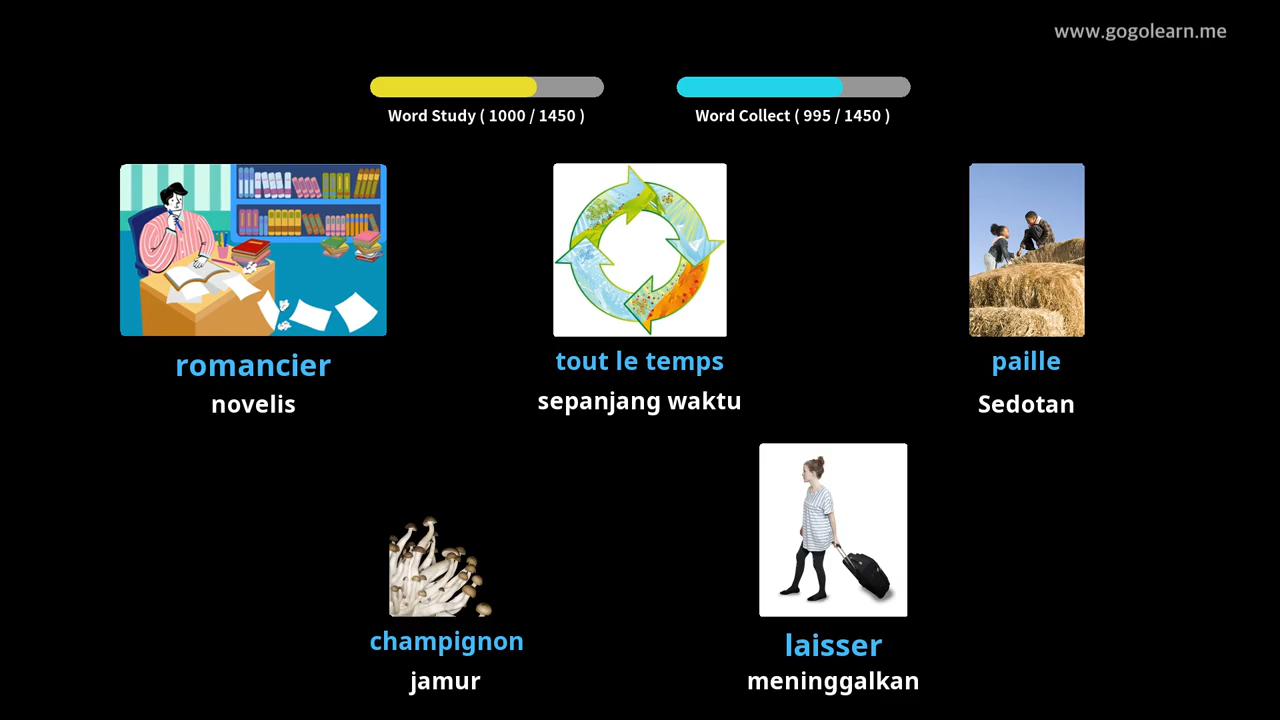 www.gogolearn.me
Word Study ( 1000 / 1450 )
Word Collect ( 995 / 1450 )
romancier
novelis
tout le temps
sepanjang waktu
paille
Sedotan
champignon
jamur
laisser
meninggalkan